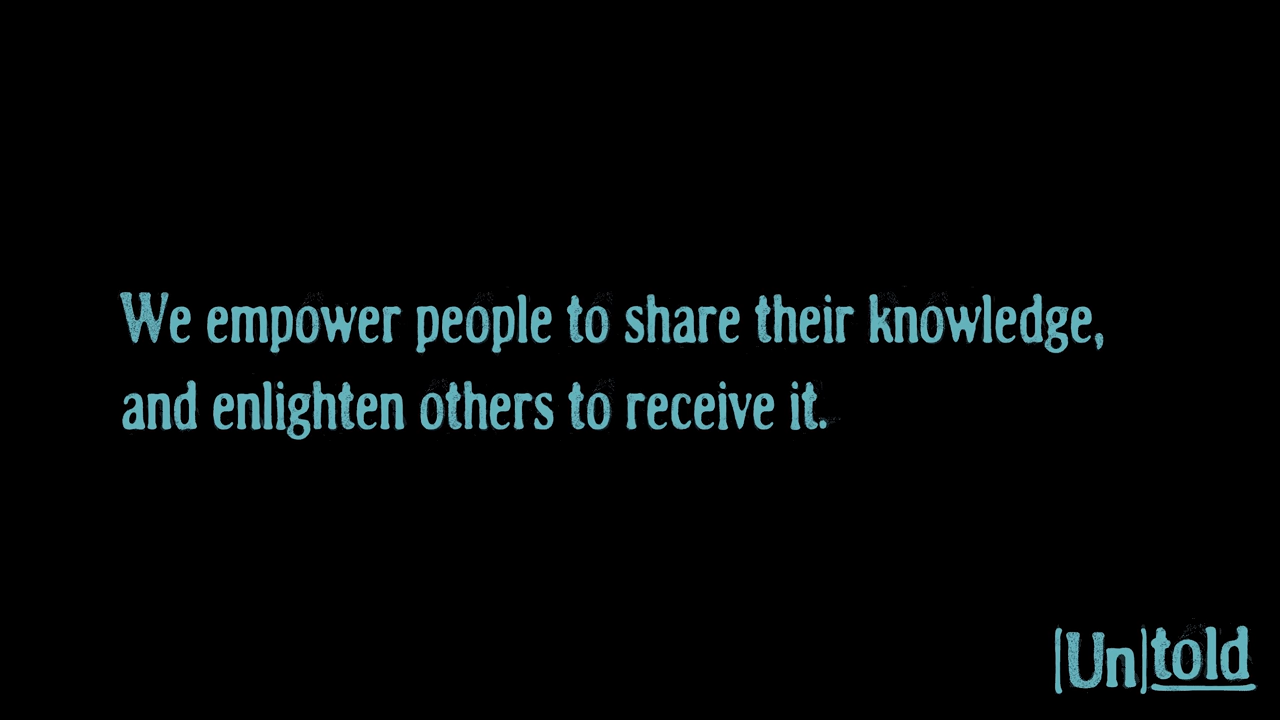 We empower people to share their knowledge,
and enlighten others to receive it.
|Un|told